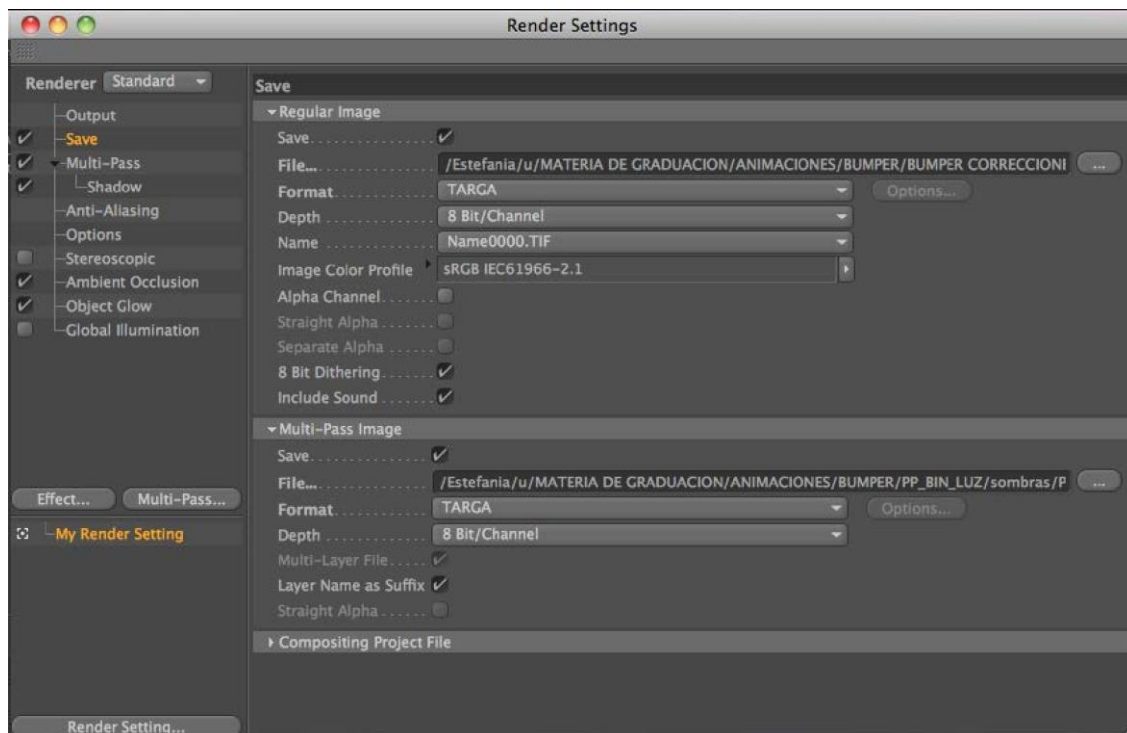 Render Settings
Renderer Standard
Output
Save
Multi-Pass
Shadow
Anti-Aliasing
Options
Stereoscopic
Ambient Occlusion
Object Glow
Global Illumination
Effect...
Multi-Pass...
My Render Setting
Render Setting...
Save
Regular Image
Save
File... /Estefania/u/MATERIA DE GRADUACION/ANIMACIONES/BUMPER/BUMPER CORRECCIONI ...
Format TARGA Options...
Depth 8 Bit/Channel
Name Name0000.TIF
Image Color Profile sRGB IEC61966-2.1
Alpha Channel
Straight Alpha
Separate Alpha
8 Bit Dithering
Include Sound
Multi-Pass Image
Save
File... /Estefania/u/MATERIA DE GRADUACION/ANIMACIONES/BUMPER/PP_BIN_LUZ/sombras/P ...
Format TARGA Options...
Depth 8 Bit/Channel
Multi-Layer File
Layer Name as Suffix
Straight Alpha
Compositing Project File